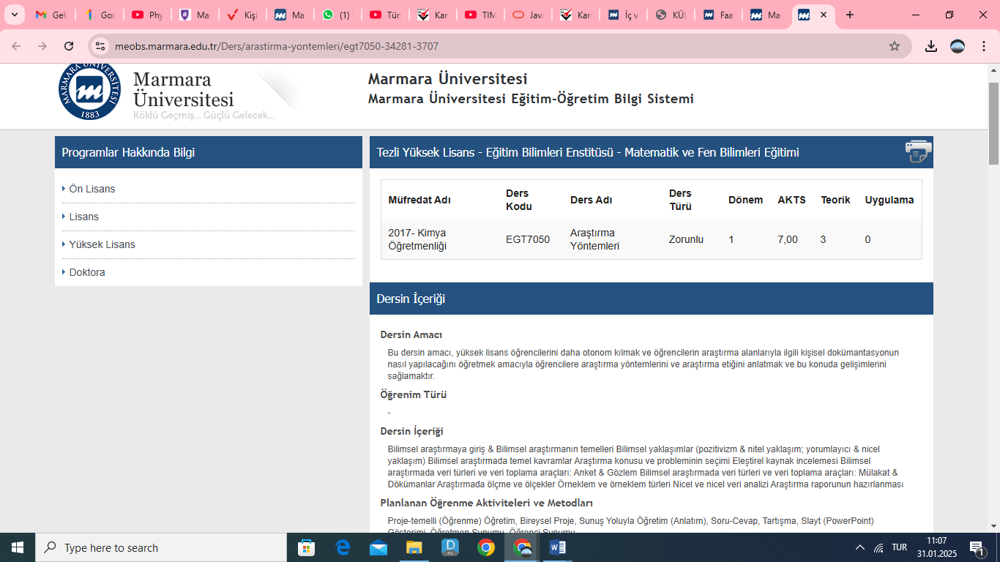 Gele
Goo
Phy
Ma
Kişi
Ma
(1)
Tün
Kan
TIM
Java
Kan
İç v
KÜL
Faa
Ma
meobs.marmara.edu.tr/Ders/arastirma-yontemleri/egt7050-34281-3707
MARMARA ÜNİVERSİTESİ
1883
Marmara
Üniversitesi
Köklü Geçmiş... Güçlü Gelecek...
Marmara Üniversitesi
Marmara Üniversitesi Eğitim-Öğretim Bilgi Sistemi
Programlar Hakkında Bilgi
Ön Lisans
Lisans
Yüksek Lisans
Doktora
Tezli Yüksek Lisans - Eğitim Bilimleri Enstitüsü - Matematik ve Fen Bilimleri Eğitimi
Müfredat Adı Ders Kodu Ders Adı Ders Türü Dönem AKTS Teorik Uygulama
2017- Kimya Öğretmenliği EGT7050 Araştırma Yöntemleri Zorunlu 1 7,00 3 0
Dersin İçeriği
Dersin Amacı
Bu dersin amacı, yüksek lisans öğrencilerini daha otonom kılmak ve öğrencilerin araştırma alanlarıyla ilgili kişisel dokümantasyonun
nasıl yapılacağını öğretmek amacıyla öğrencilere araştırma yöntemlerini ve araştırma etiğini anlatmak ve bu konuda gelişimlerini
sağlamaktır.
Öğrenim Türü
-
Dersin İçeriği
Bilimsel araştırmaya giriş & Bilimsel araştırmanın temelleri Bilimsel yaklaşımlar (pozitivizm & nitel yaklaşım; yorumlayıcı & nicel
yaklaşım) Bilimsel araştırmada temel kavramlar Araştırma konusu ve probleminin seçimi Eleştirel kaynak incelemesi Bilimsel
araştırmada veri türleri ve veri toplama araçları: Anket & Gözlem Bilimsel araştırmada veri türleri ve veri toplama araçları: Mülakat &
Dökümanlar Araştırmada ölçme ve ölçekler Örneklem ve örneklem türleri Nicel ve nicel veri analizi Araştırma raporunun hazırlanması
Planlanan Öğrenme Aktiviteleri ve Metodları
Proje-temelli (Öğrenme) Öğretim, Bireysel Proje, Sunuş Yoluyla Öğretim (Anlatım), Soru-Cevap, Tartışma, Slayt (PowerPoint)
Gösterimi, Öğretmen Sunumu, Öğrenci Sunumu
Type here to search
TUR
11:07
31.01.2025
1